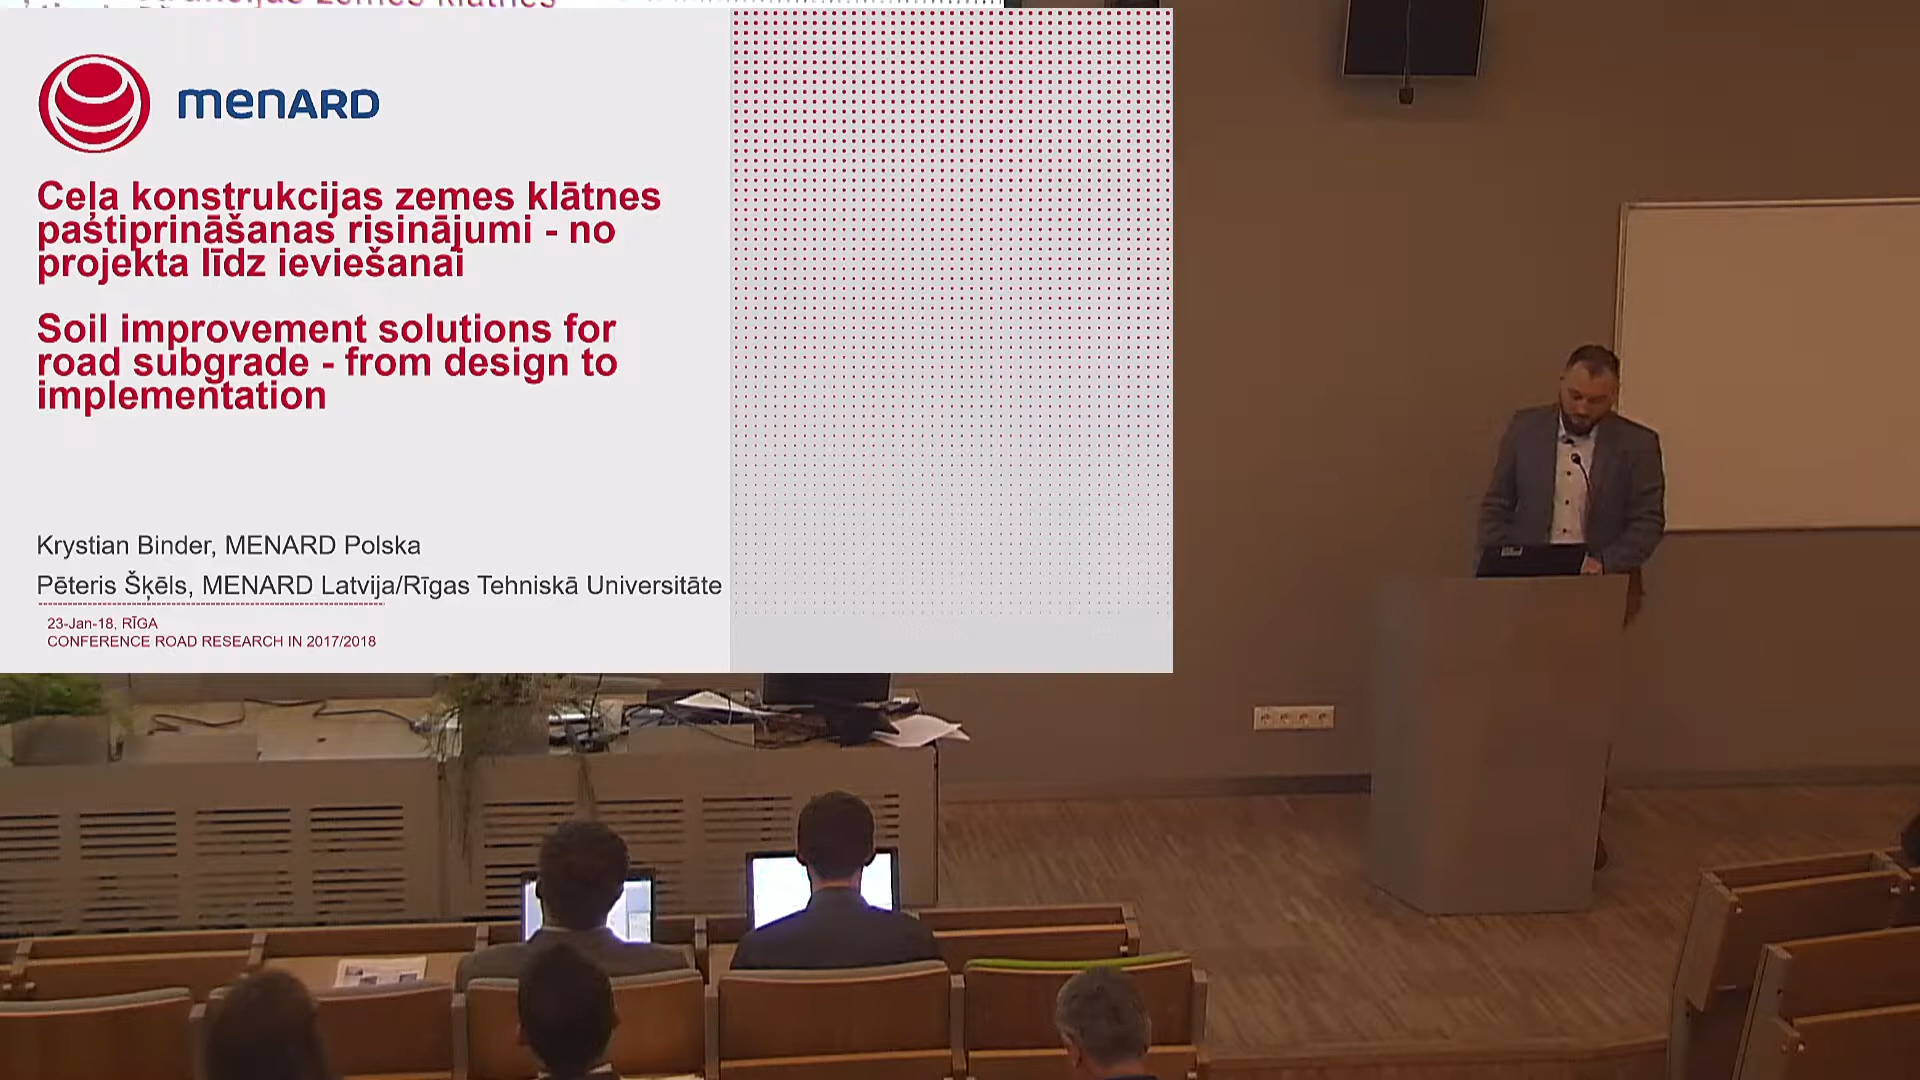 menARD
Ceļa konstrukcijas zemes klātnes
pastiprināšanas risinājumi - no
projekta līdz ieviešanai
Soil improvement solutions for
road subgrade - from design to
implementation
Krystian Binder, MENARD Polska
Pēteris Šķēls, MENARD Latvija/Rīgas Tehniskā Universitāte
23-Jan-18, RĪGA
CONFERENCE ROAD RESEARCH IN 2017/2018